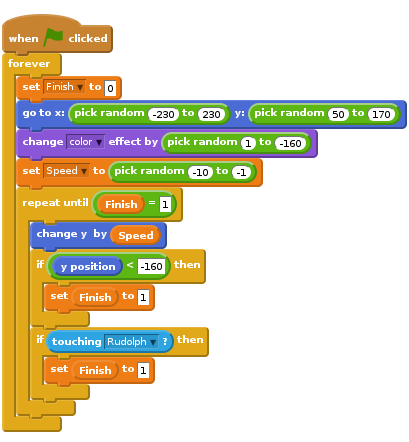 when clicked
forever
set Finish to 0
go to x: pick random -230 to 230 y: pick random 50 to 170
change color effect by pick random 1 to -160
set Speed to pick random -10 to -1
repeat until Finish = 1
change y by Speed
if y position < -160 then
set Finish to 1
if touching Rudolph ? then
set Finish to 1